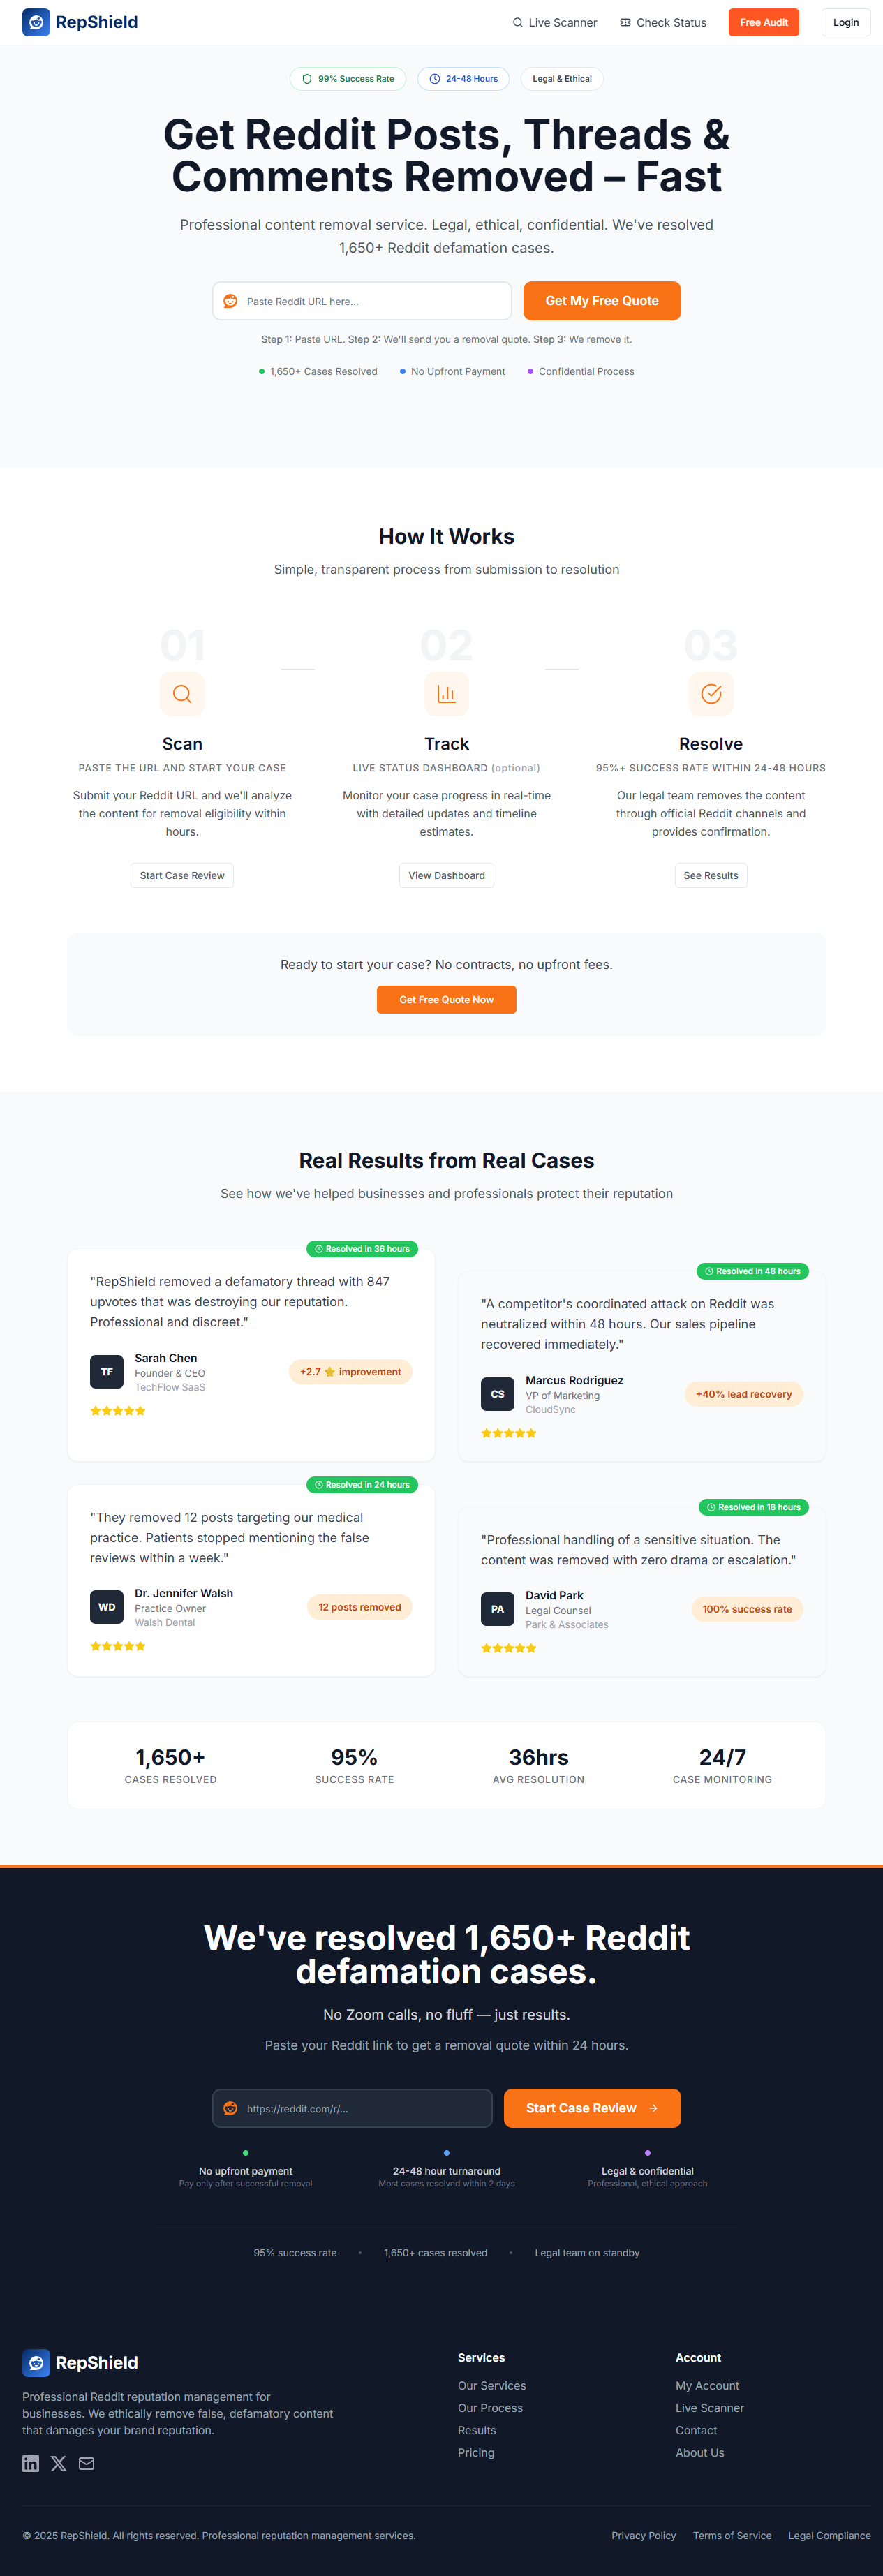 RepShield
Live Scanner
Check Status
Free Audit
Login
99% Success Rate
24-48 Hours
Legal & Ethical
Get Reddit Posts, Threads &
Comments Removed – Fast
Professional content removal service. Legal, ethical, confidential. We've resolved
1,650+ Reddit defamation cases.
Paste Reddit URL here...
Get My Free Quote
Step 1: Paste URL. Step 2: We'll send you a removal quote. Step 3: We remove it.
1,650+ Cases Resolved
No Upfront Payment
Confidential Process
How It Works
Simple, transparent process from submission to resolution
01
Scan
PASTE THE URL AND START YOUR CASE
Submit your Reddit URL and we'll analyze
the content for removal eligibility within
hours.
Start Case Review
02
Track
LIVE STATUS DASHBOARD (optional)
Monitor your case progress in real-time
with detailed updates and timeline
estimates.
View Dashboard
03
Resolve
95%+ SUCCESS RATE WITHIN 24-48 HOURS
Our legal team removes the content
through official Reddit channels and
provides confirmation.
See Results
Ready to start your case? No contracts, no upfront fees.
Get Free Quote Now
Real Results from Real Cases
See how we've helped businesses and professionals protect their reputation
Resolved in 36 hours
"RepShield removed a defamatory thread with 847
upvotes that was destroying our reputation.
Professional and discreet."
TF
Sarah Chen
Founder & CEO
TechFlow SaaS
+2.7 ⭐ improvement
Resolved in 48 hours
"A competitor's coordinated attack on Reddit was
neutralized within 48 hours. Our sales pipeline
recovered immediately."
CS
Marcus Rodriguez
VP of Marketing
CloudSync
+40% lead recovery
Resolved in 24 hours
"They removed 12 posts targeting our medical
practice. Patients stopped mentioning the false
reviews within a week."
WD
Dr. Jennifer Walsh
Practice Owner
Walsh Dental
12 posts removed
Resolved in 18 hours
"Professional handling of a sensitive situation. The
content was removed with zero drama or escalation."
PA
David Park
Legal Counsel
Park & Associates
100% success rate
1,650+
CASES RESOLVED
95%
SUCCESS RATE
36hrs
AVG RESOLUTION
24/7
CASE MONITORING
We've resolved 1,650+ Reddit
defamation cases.
No Zoom calls, no fluff — just results.
Paste your Reddit link to get a removal quote within 24 hours.
https://reddit.com/r/...
Start Case Review
No upfront payment
Pay only after successful removal
24-48 hour turnaround
Most cases resolved within 2 days
Legal & confidential
Professional, ethical approach
95% success rate • 1,650+ cases resolved • Legal team on standby
RepShield
Professional Reddit reputation management for
businesses. We ethically remove false, defamatory content
that damages your brand reputation.
Services
Our Services
Our Process
Results
Pricing
Account
My Account
Live Scanner
Contact
About Us
© 2025 RepShield. All rights reserved. Professional reputation management services.
Privacy Policy
Terms of Service
Legal Compliance